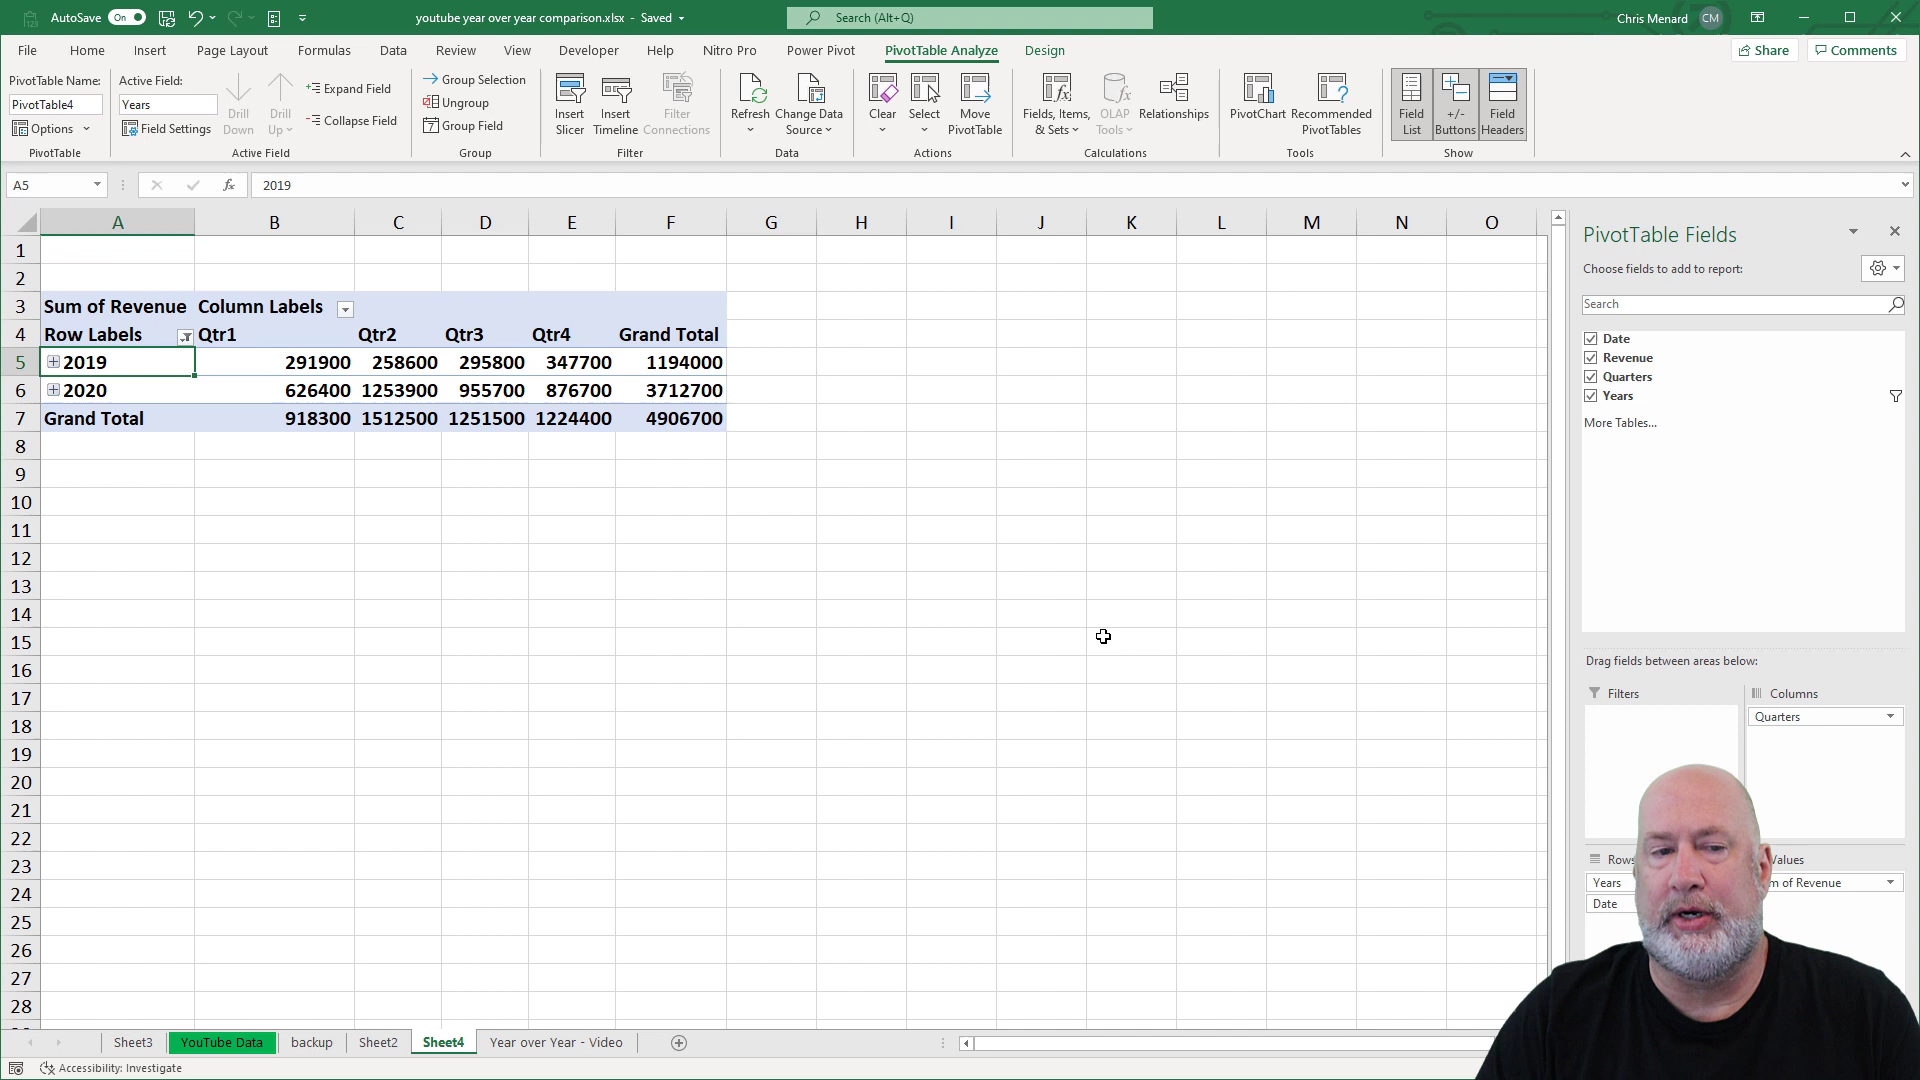 AutoSave On youtube year over year comparison.xlsx - Saved Search (Alt+Q) Chris Menard CM
File Home Insert Page Layout Formulas Data Review View Developer Help Nitro Pro Power Pivot PivotTable Analyze Design Share Comments
PivotTable Name: Active Field:
PivotTable4 Years
Options Field Settings
Drill Down Drill Up
Expand Field
Collapse Field
Group Selection
Ungroup
Group Field
Insert Slicer Insert Timeline Filter Connections
Refresh Change Data Source
Clear Select Move PivotTable
Fields, Items, & Sets OLAP Tools Relationships
PivotChart Recommended PivotTables
Field List +/- Buttons Field Headers
PivotTable Active Field Group Filter Data Actions Calculations Tools Show
A5 fx 2019
A B C D E F G H I J K L M N O
1
2
3 Sum of Revenue Column Labels
4 Row Labels Qtr1 Qtr2 Qtr3 Qtr4 Grand Total
5 2019 291900 258600 295800 347700 1194000
6 2020 626400 1253900 955700 876700 3712700
7 Grand Total 918300 1512500 1251500 1224400 4906700
8
9
10
11
12
13
14
15
16
17
18
19
20
21
22
23
24
25
26
27
28
PivotTable Fields
Choose fields to add to report:
Search
Date
Revenue
Quarters
Years
More Tables...
Drag fields between areas below:
Filters Columns
Quarters
Rows Values
Years m of Revenue
Date
Sheet3 YouTube Data backup Sheet2 Sheet4 Year over Year - Video
Accessibility: Investigate